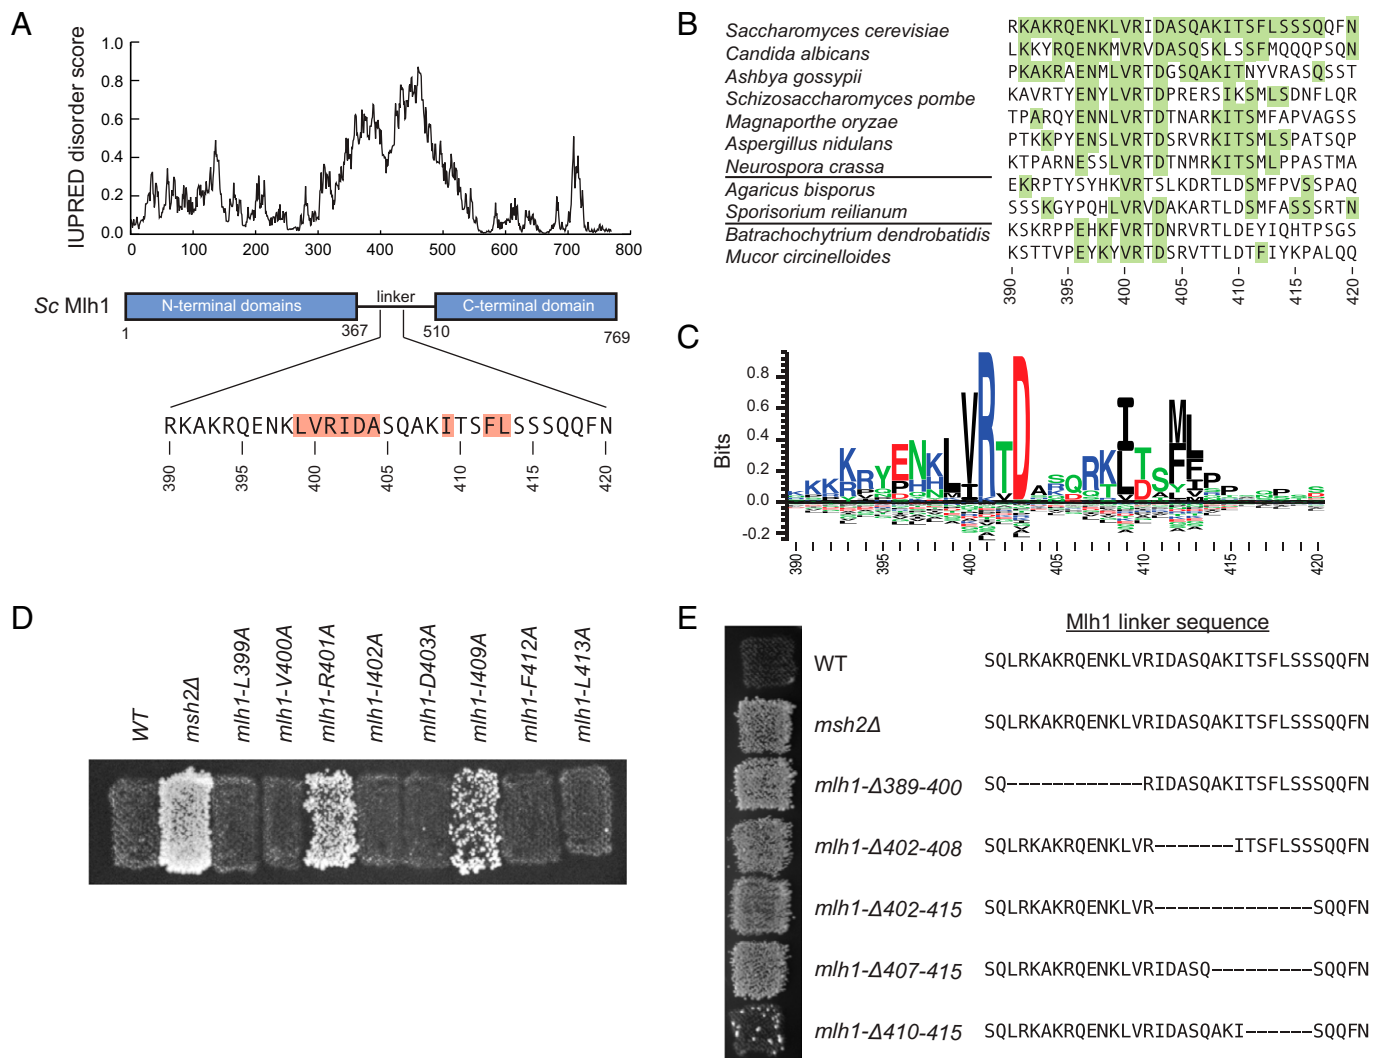 A
IUPRED disorder score
1.0
0.8
0.6
0.4
0.2
0.0
0 100 200 300 400 500 600 700 800
Sc Mlh1
N-terminal domains
linker
C-terminal domain
1 367 510 769
RKAKRQENKLVRIDASQAKITSFLSSSQQFN
390 395 400 405 410 415 420
B
Saccharomyces cerevisiae RKAKRQENKLVRIDASQAKITSFLSSSQQFN
Candida albicans LKKYRQENKMVRVDASQSKLSSFMQQQPSQN
Ashbya gossypii PKAKRAENMLVRTDGSQAKITNYVRASQSST
Schizosaccharomyces pombe KAVRTYENYLVRTDPRERSIKSMLSDNFLQR
Magnaporthe oryzae TPARQYENNLVRTDTNARKITSMFAPVAGSS
Aspergillus nidulans PTKKPYENSLVRTDSRVRKITSMLSPATSQP
Neurospora crassa KTPARNESSLVRTDTNMRKITSMLPPASTMA
Agaricus bisporus EKRPTYSYHKVRTSLKDRTLDSMFPVSSPAQ
Sporisorium reilianum SSSKGYPQHLVRVDAKARTLDSMFASSSRTN
Batrachochytrium dendrobatidis KSKRPPEHKFVRTDNRVRTLDEYIQHTPSGS
Mucor circinelloides KSTTVPEYKYVRTDSRVTTLDTFIYKPALQQ
390 395 400 405 410 415 420
C
Bits
0.8
0.6
0.4
0.2
0.0
-0.2
390 395 400 405 410 415 420
D
WT msh2Δ mlh1-L399A mlh1-V400A mlh1-R401A mlh1-I402A mlh1-D403A mlh1-I409A mlh1-F412A mlh1-L413A
E
Mlh1 linker sequence
WT SQLRKAKRQENKLVRIDASQAKITSFLSSSQQFN
msh2Δ SQLRKAKRQENKLVRIDASQAKITSFLSSSQQFN
mlh1-Δ389-400 SQ------------RIDASQAKITSFLSSSQQFN
mlh1-Δ402-408 SQLRKAKRQENKLVR-------ITSFLSSSQQFN
mlh1-Δ402-415 SQLRKAKRQENKLVR--------------SQQFN
mlh1-Δ407-415 SQLRKAKRQENKLVRIDASQ---------SQQFN
mlh1-Δ410-415 SQLRKAKRQENKLVRIDASQAKI------SQQFN